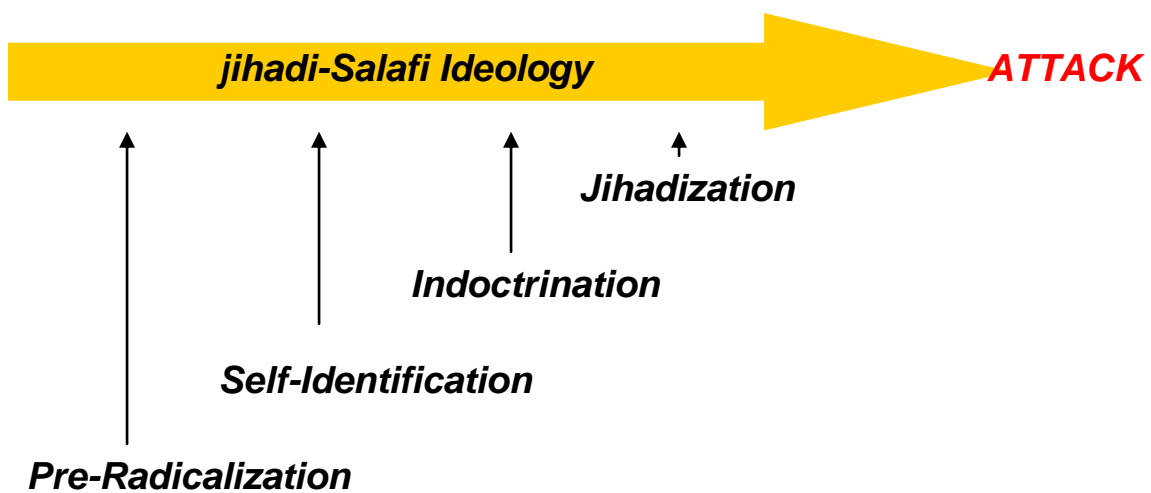 jihadi-Salafi Ideology
ATTACK
Jihadization
Indoctrination
Self-Identification
Pre-Radicalization